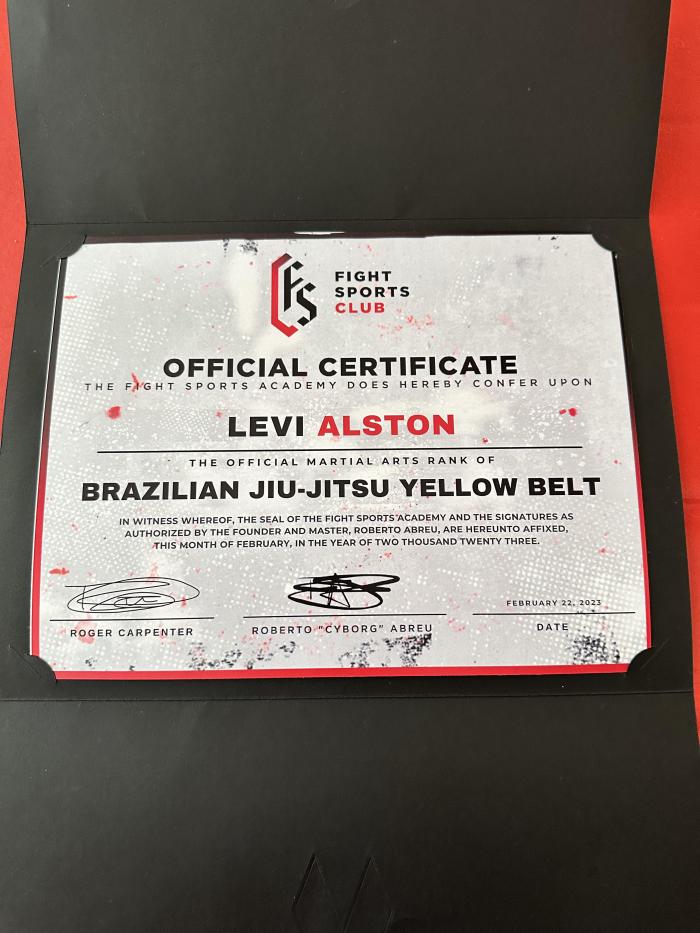 FS
FIGHT
SPORTS
CLUB
OFFICIAL CERTIFICATE
THE FIGHT SPORTS ACADEMY DOES HEREBY CONFER UPON
LEVI ALSTON
THE OFFICIAL MARTIAL ARTS RANK OF
BRAZILIAN JIU-JITSU YELLOW BELT
IN WITNESS WHEREOF, THE SEAL OF THE FIGHT SPORTS ACADEMY AND THE SIGNATURES AS
AUTHORIZED BY THE FOUNDER AND MASTER, ROBERTO ABREU, ARE HEREUNTO AFFIXED,
THIS MONTH OF FEBRUARY, IN THE YEAR OF TWO THOUSAND TWENTY THREE.
FEBRUARY 22, 2023
ROGER CARPENTER
ROBERTO "CYBORG" ABREU
DATE